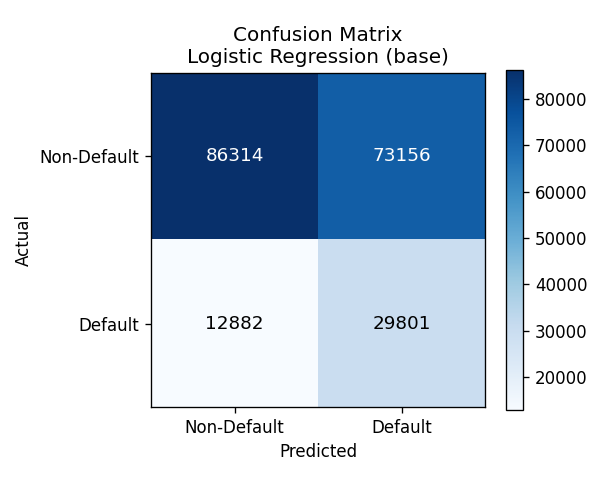 Confusion Matrix
Logistic Regression (base)
Actual
Non-Default
86314 73156
80000
70000
60000
50000
40000
30000
20000
Default
12882 29801
Non-Default Default
Predicted